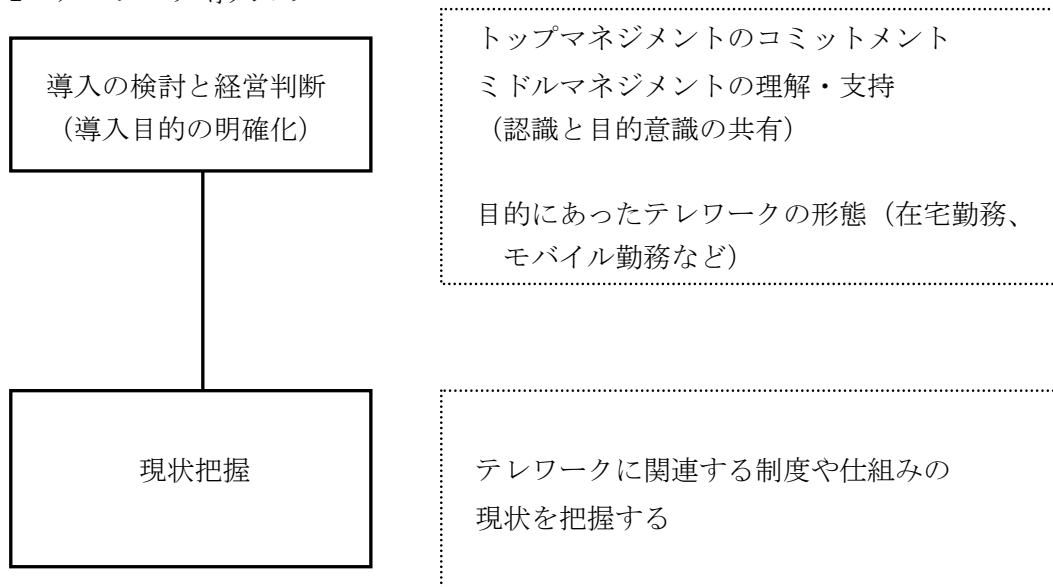 導入の検討と経営判断
(導入目的の明確化)
トップマネジメントのコミットメント
ミドルマネジメントの理解・支持
(認識と目的意識の共有)
目的にあったテレワークの形態(在宅勤務、
モバイル勤務など)
現状把握
テレワークに関連する制度や仕組みの
現状を把握する